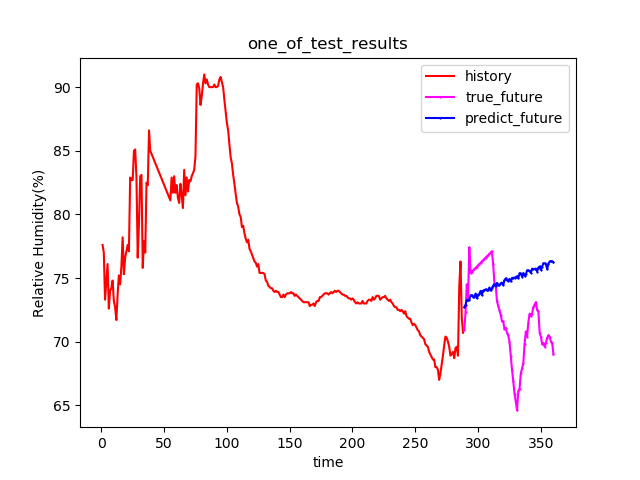 one_of_test_results
history
true_future
predict_future
Relative Humidity(%)
90
85
80
75
70
65
0 50 100 150 200 250 300 350
time